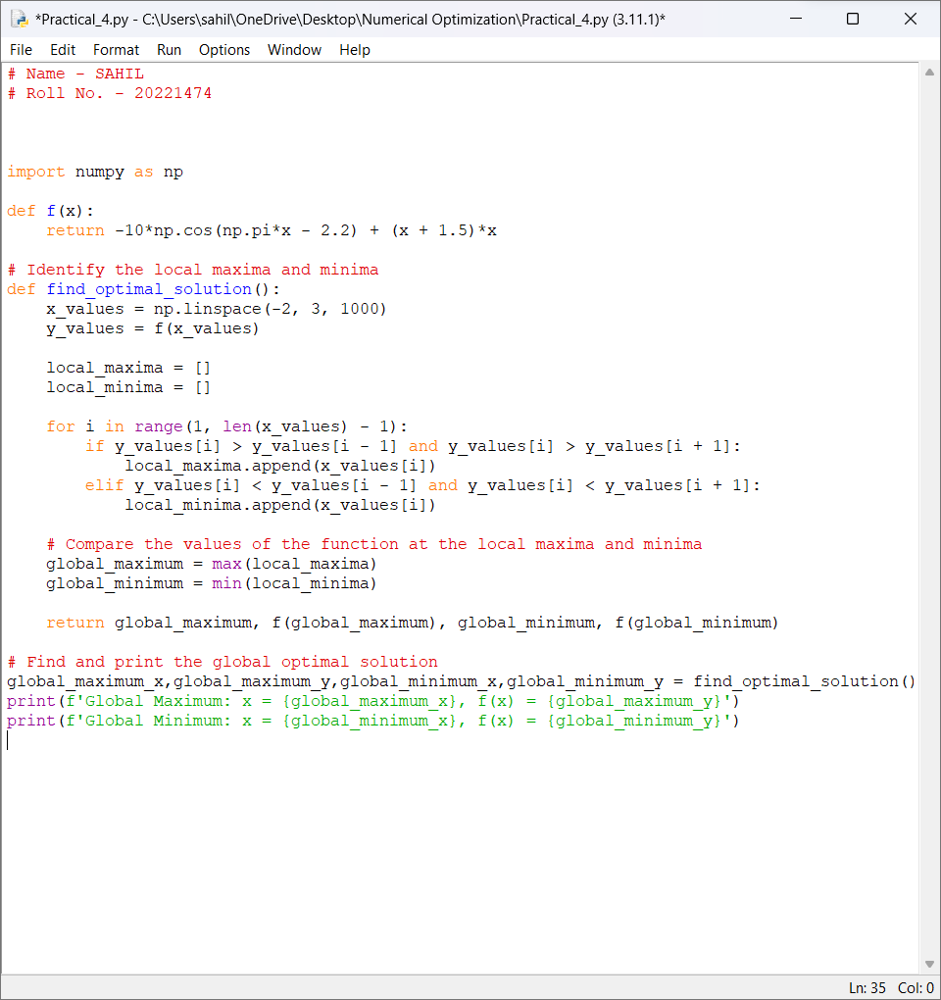 *Practical_4.py - C:\Users\sahil\OneDrive\Desktop\Numerical Optimization\Practical_4.py (3.11.1)*
File Edit Format Run Options Window Help
# Name - SAHIL
# Roll No. - 20221474
import numpy as np
def f(x):
    return -10*np.cos(np.pi*x - 2.2) + (x + 1.5)*x
# Identify the local maxima and minima
def find_optimal_solution():
    x_values = np.linspace(-2, 3, 1000)
    y_values = f(x_values)
    local_maxima = []
    local_minima = []
    for i in range(1, len(x_values) - 1):
        if y_values[i] > y_values[i - 1] and y_values[i] > y_values[i + 1]:
            local_maxima.append(x_values[i])
        elif y_values[i] < y_values[i - 1] and y_values[i] < y_values[i + 1]:
            local_minima.append(x_values[i])
    # Compare the values of the function at the local maxima and minima
    global_maximum = max(local_maxima)
    global_minimum = min(local_minima)
    return global_maximum, f(global_maximum), global_minimum, f(global_minimum)
# Find and print the global optimal solution
global_maximum_x,global_maximum_y,global_minimum_x,global_minimum_y = find_optimal_solution()
print(f'Global Maximum: x = {global_maximum_x}, f(x) = {global_maximum_y}')
print(f'Global Minimum: x = {global_minimum_x}, f(x) = {global_minimum_y}')
Ln: 35 Col: 0